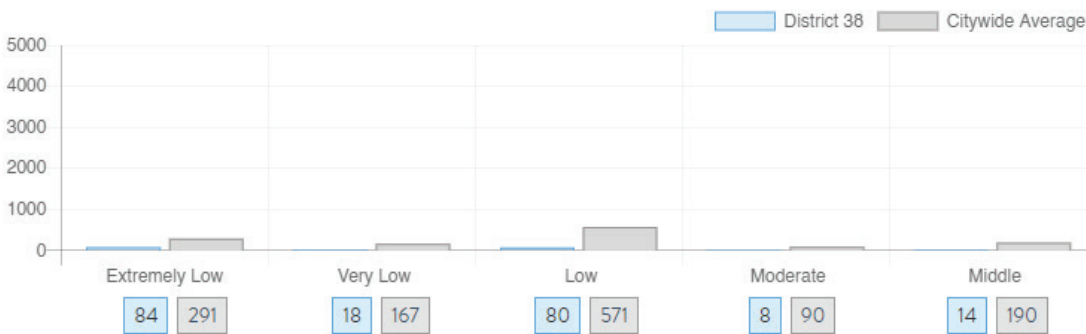 District 38 Citywide Average
5000
4000
3000
2000
1000
0
Extremely Low Very Low Low Moderate Middle
84 291 18 167 80 571 8 90 14 190